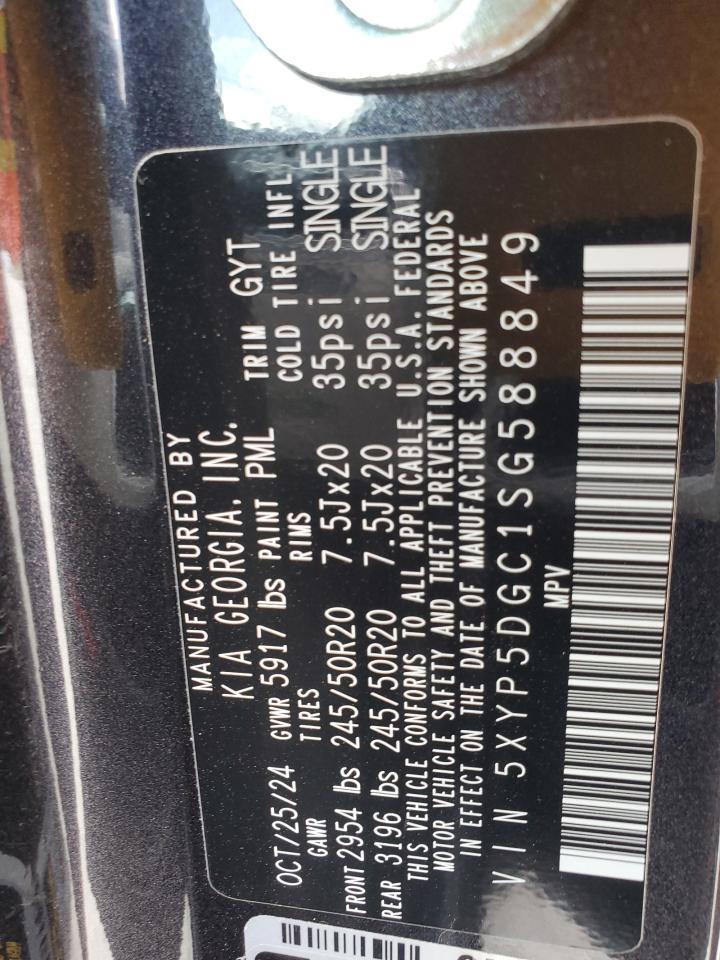 MANUFACTURED BY
KIA GEORGIA, INC.
OCT/25/24 GVWR 5917 lbs PAINT PML TRIM GYT
GAWR TIRES RIMS COLD TIRE INFL
FRONT 2954 lbs 245/50R20 7.5Jx20 35psi SINGLE
REAR 3196 lbs 245/50R20 7.5Jx20 35psi SINGLE
THIS VEHICLE CONFORMS TO ALL APPLICABLE U.S.A. FEDERAL
MOTOR VEHICLE SAFETY AND THEFT PREVENTION STANDARDS
IN EFFECT ON THE DATE OF MANUFACTURE SHOWN ABOVE
VIN 5XYP5DGC1SG588849
MPV